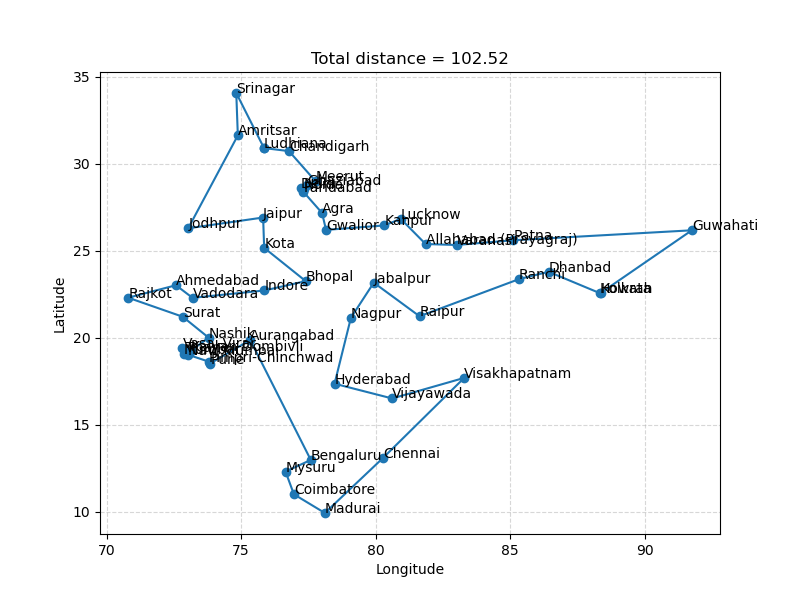 Total distance = 102.52
35
30
25
20
15
10
Latitude
Srinagar
Amritsar
Ludhiana
Chandigarh
Meerut
Ghaziabad
Faridabad
Agra
Gwalior
Kanpur
Lucknow
Allahabad (Prayagraj)
Varanasi
Patna
Guwahati
Jodhpur
Jaipur
Kota
Bhopal
Indore
Ahmedabad
Vadodara
Rajkot
Surat
Nashik
Aurangabad
Pimpri-Chinchwad
Pune
Jabalpur
Nagpur
Raipur
Ranchi
Dhanbad
Hyderabad
Vijayawada
Visakhapatnam
Chennai
Bengaluru
Mysuru
Coimbatore
Madurai
70
75
80
85
90
Longitude